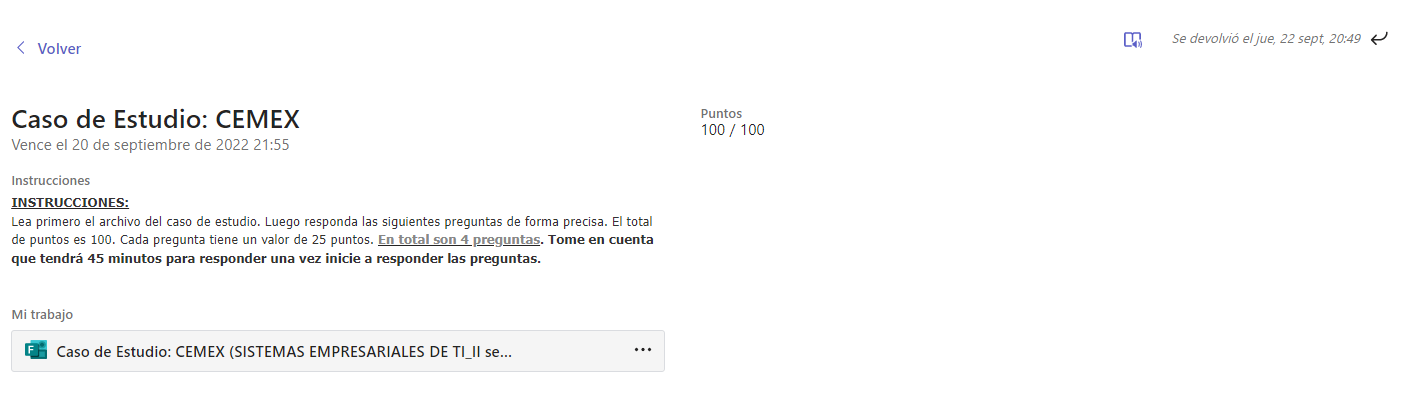 Volver
Se devolvió el jue, 22 sept, 20:49
Caso de Estudio: CEMEX
Vence el 20 de septiembre de 2022 21:55
Puntos
100 / 100
Instrucciones
INSTRUCCIONES:
Lea primero el archivo del caso de estudio. Luego responda las siguientes preguntas de forma precisa. El total
de puntos es 100. Cada pregunta tiene un valor de 25 puntos. En total son 4 preguntas. Tome en cuenta
que tendrá 45 minutos para responder una vez inicie a responder las preguntas.
Mi trabajo
F Caso de Estudio: CEMEX (SISTEMAS EMPRESARIALES DE TI_II se...